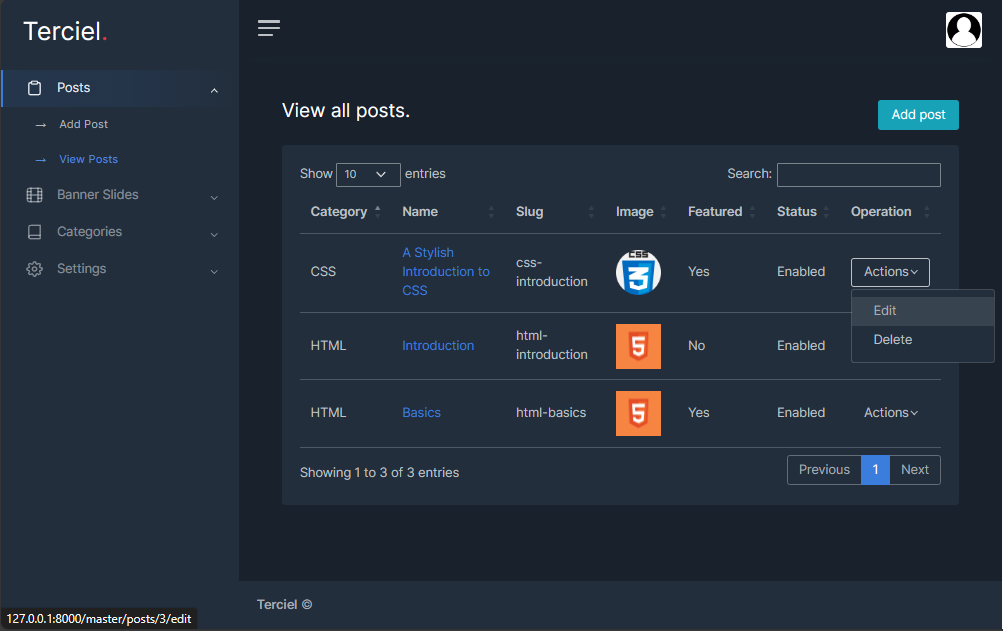 Terciel.
Posts
Add Post
View Posts
Banner Slides
Categories
Settings
View all posts.
Add post
Show 10 entries
Search:
Category Name Slug Image Featured Status Operation
CSS
A Stylish
Introduction to
CSS
css-
introduction
CSS
3
Yes
Enabled
Actions
Edit
Delete
HTML
Introduction
html-
introduction
5
No
Enabled
HTML
Basics
html-basics
5
Yes
Enabled
Actions
Showing 1 to 3 of 3 entries
Previous 1 Next
Terciel ©
127.0.0.1:8000/master/posts/3/edit